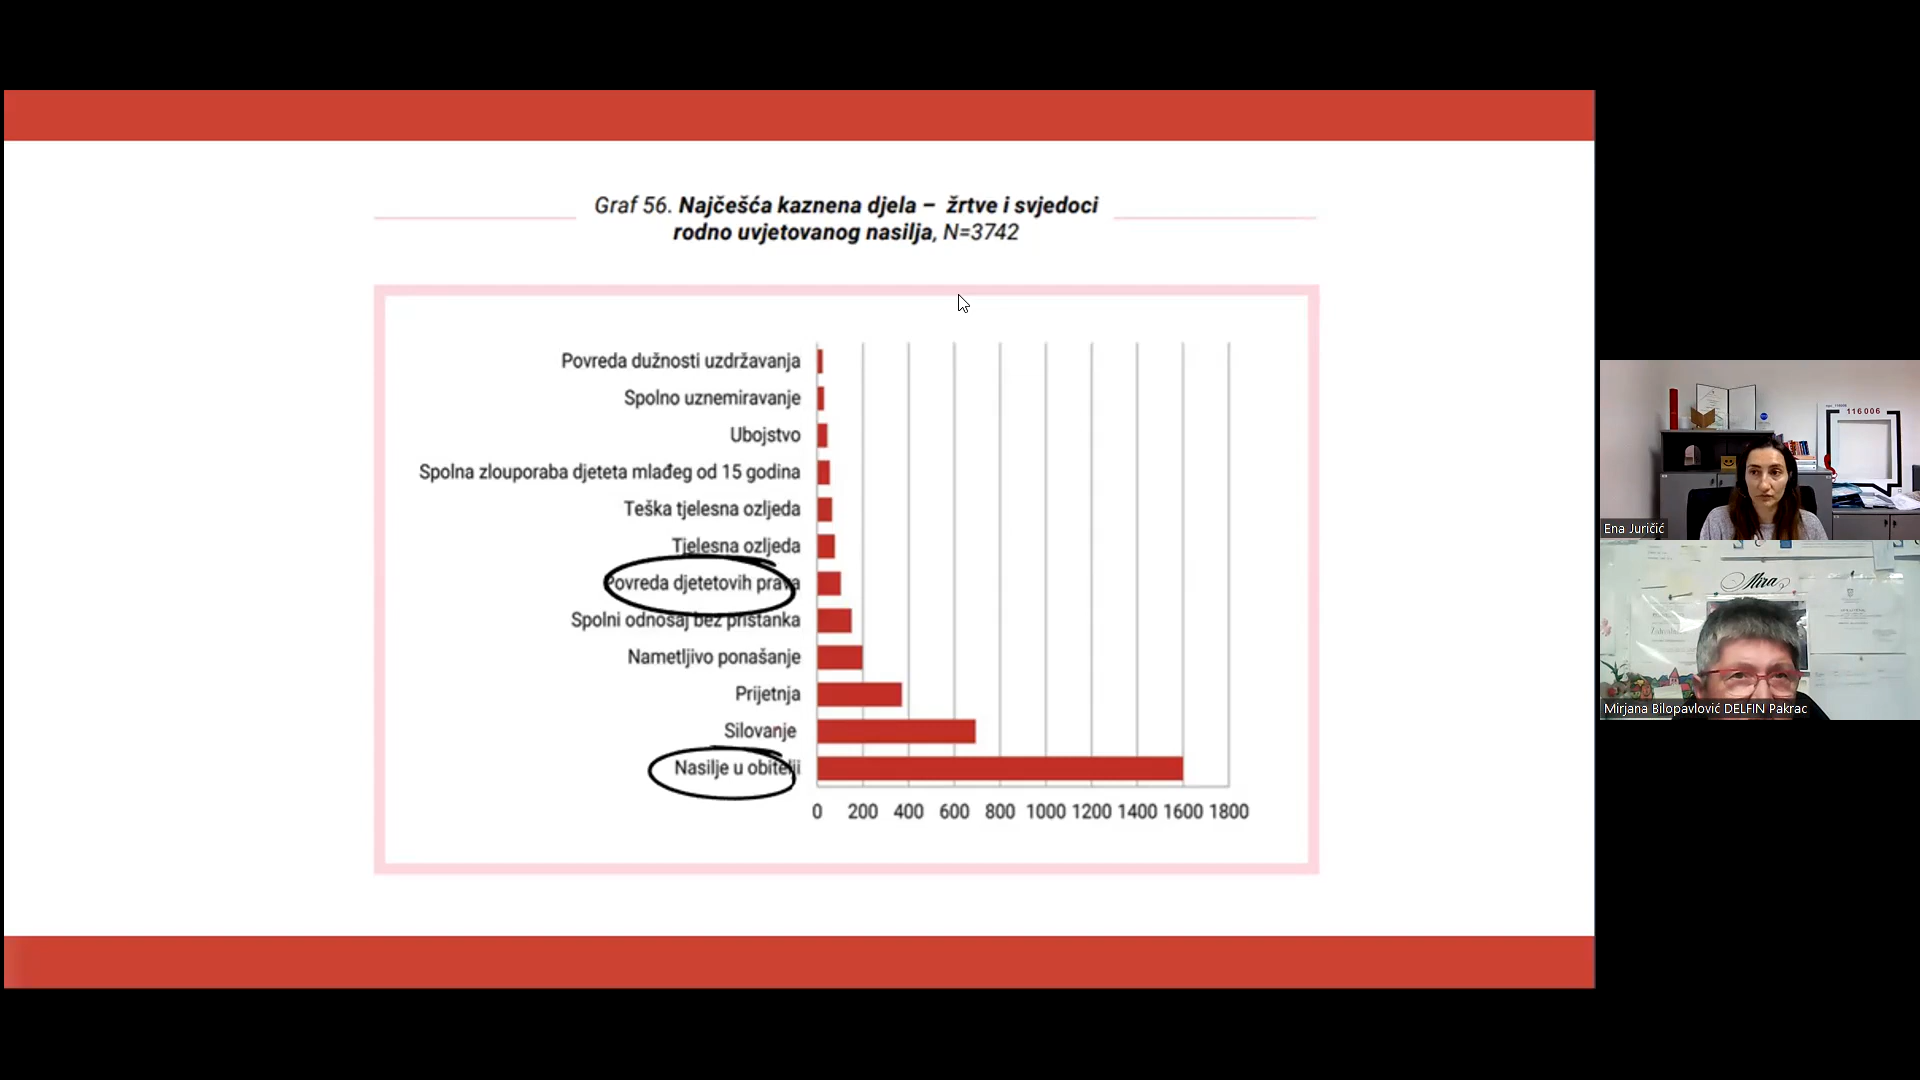 Graf 56. Najčešća kaznena djela – žrtve i svjedoci
rodno uvjetovanog nasilja, N=3742
Povreda dužnosti uzdržavanja
Spolno uznemiravanje
Ubojstvo
Spolna zlouporaba djeteta mlađeg od 15 godina
Teška tjelesna ozljeda
Tjelesna ozljeda
Povreda djetetovih prava
Spolni odnosaj bez pristanka
Nametljivo ponašanje
Prijetnja
Silovanje
Nasilje u obitelji
0 200 400 600 800 1000 1200 1400 1600 1800
116006
Ena Juričić
Mirjana Bilopavlović DELFIN Pakrac